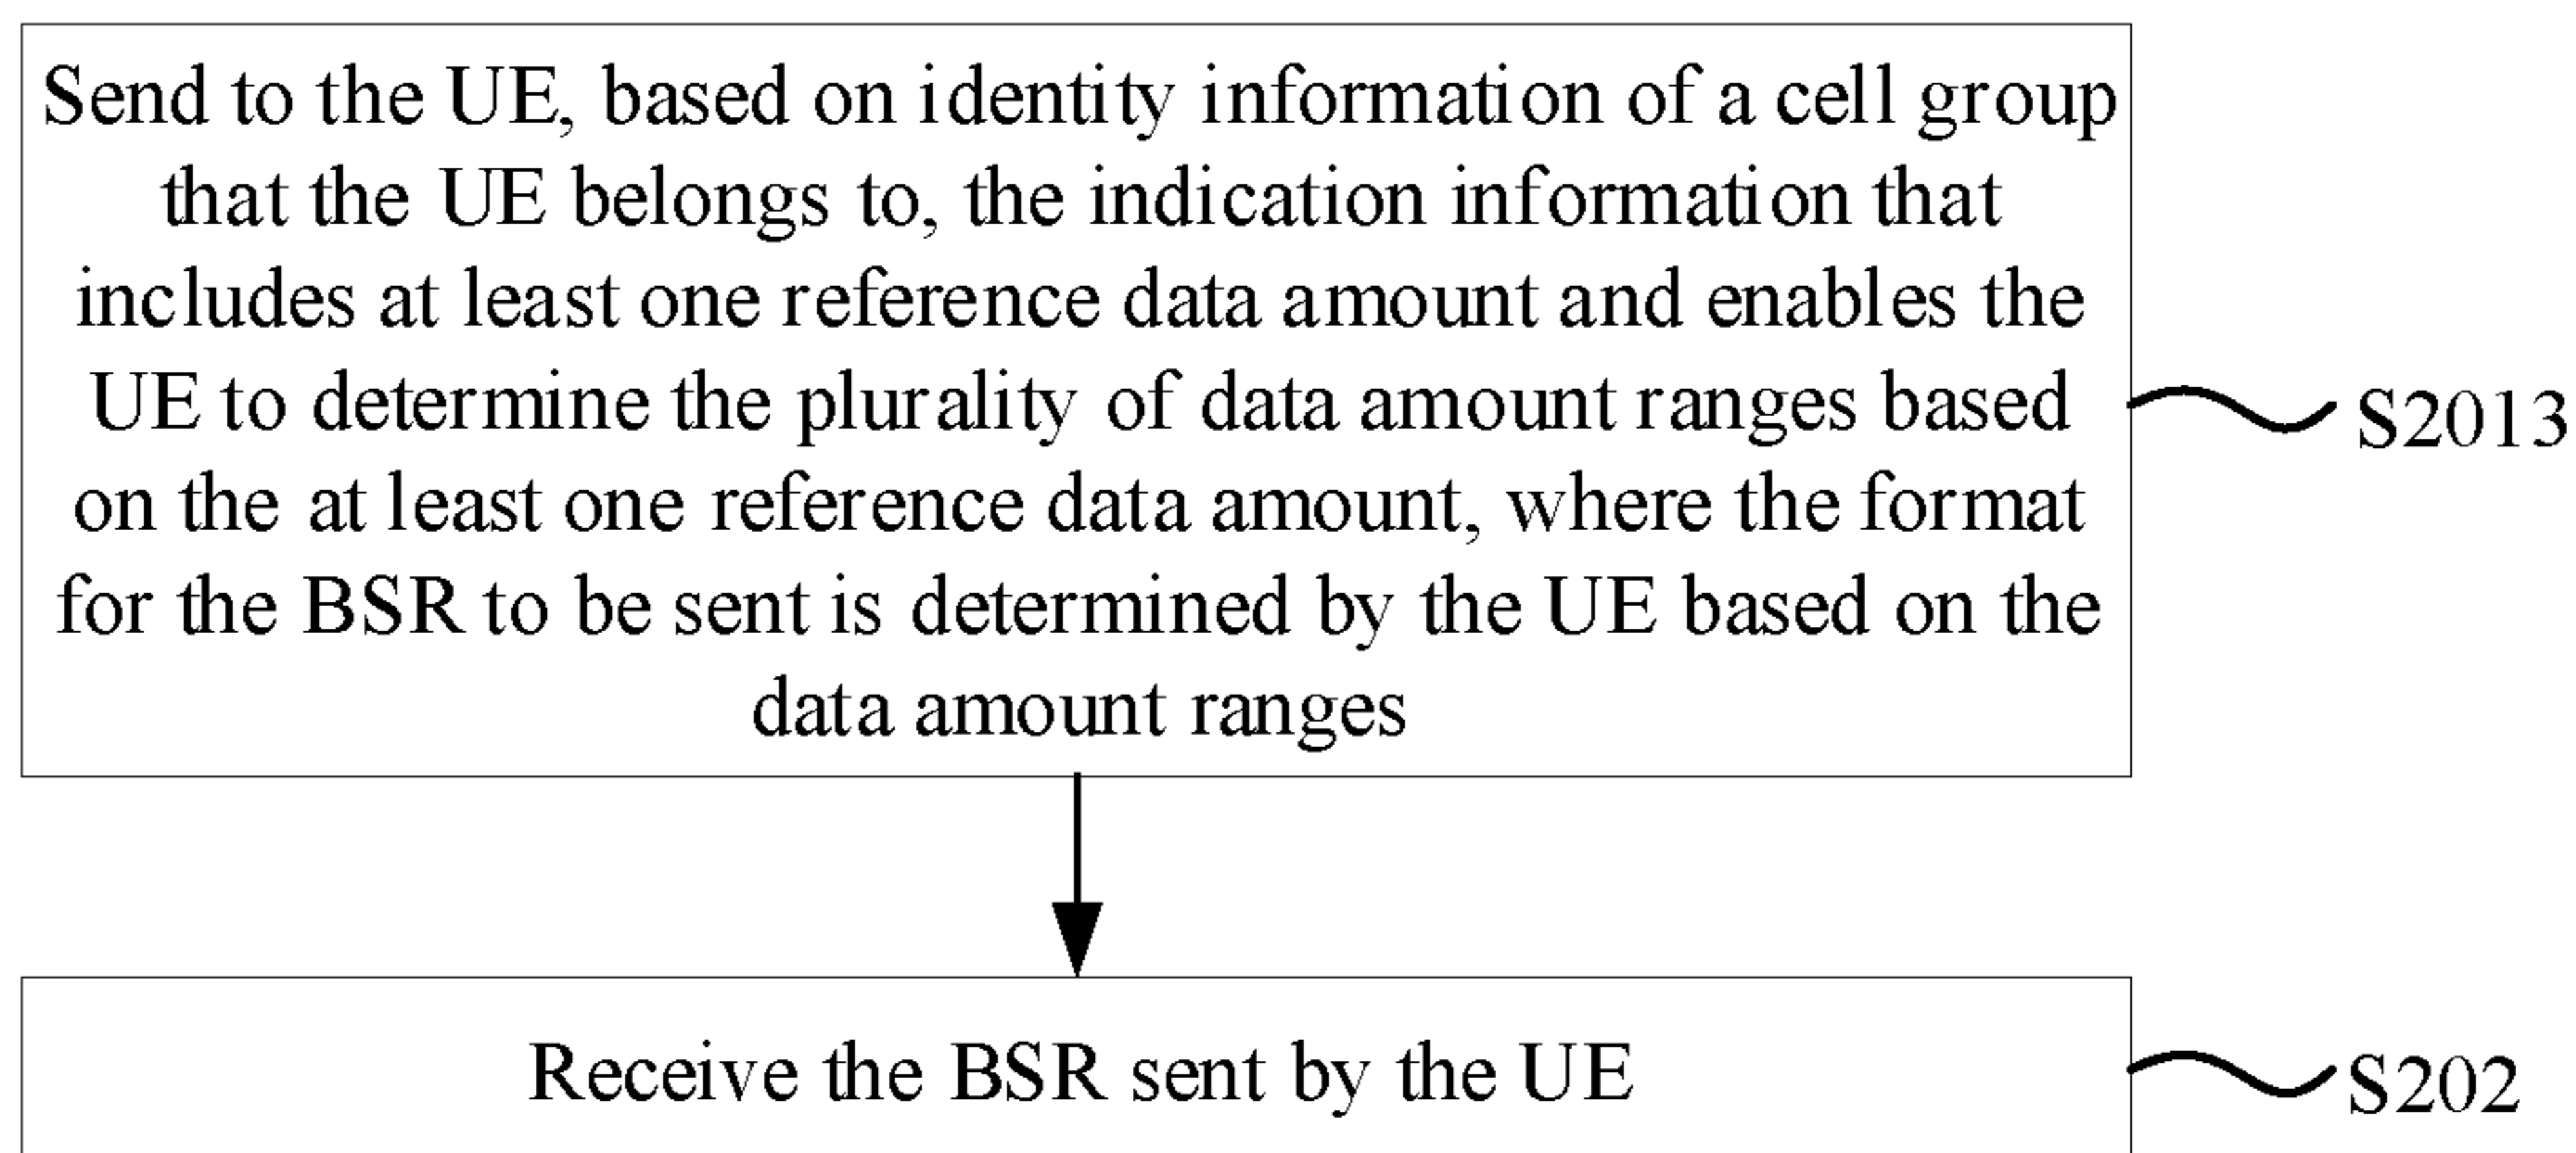 Send to the UE, based on identity information of a cell group
that the UE belongs to, the indication information that
includes at least one reference data amount and enables the
UE to determine the plurality of data amount ranges based
on the at least one reference data amount, where the format
for the BSR to be sent is determined by the UE based on the
data amount ranges
S2013
Receive the BSR sent by the UE
S202